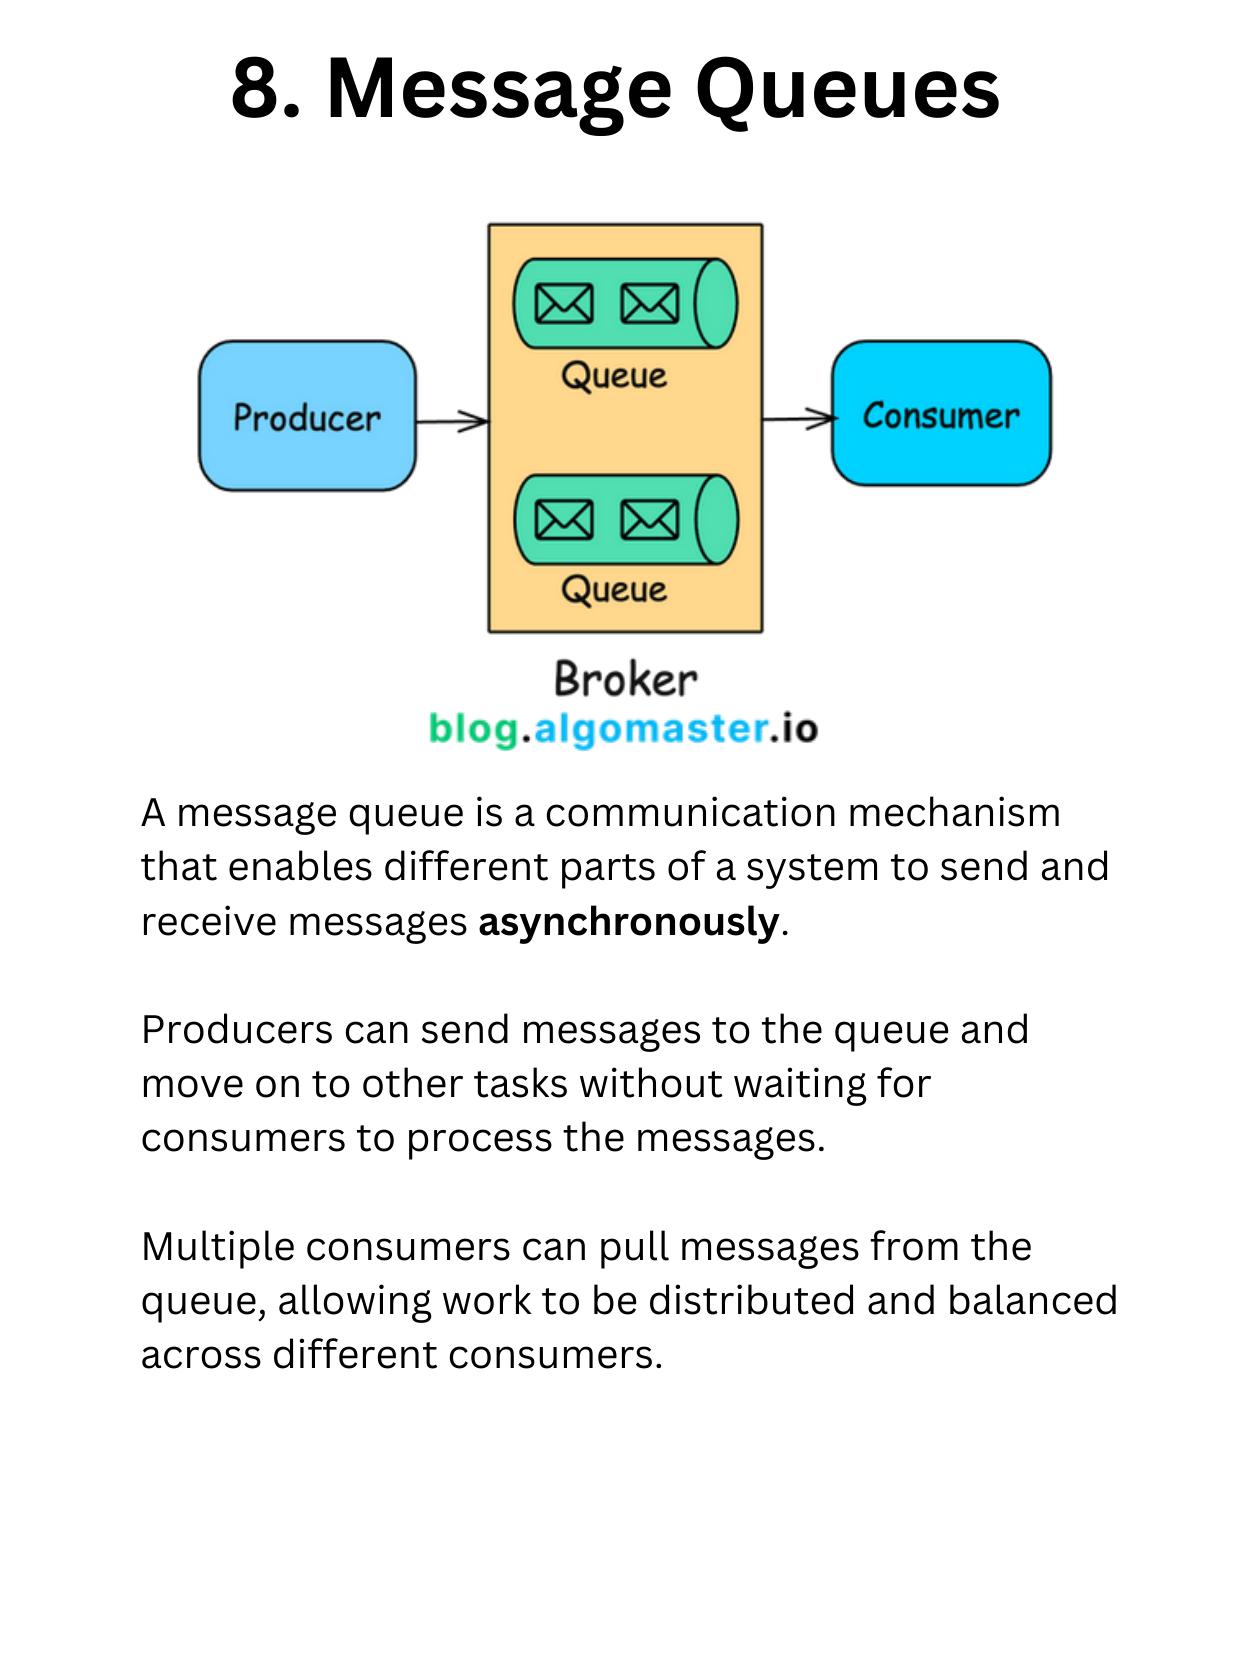 8. Message Queues
Queue
Producer
Consumer
Queue
Broker
blog.algomaster.io
A message queue is a communication mechanism
that enables different parts of a system to send and
receive messages asynchronously.
Producers can send messages to the queue and
move on to other tasks without waiting for
consumers to process the messages.
Multiple consumers can pull messages from the
queue, allowing work to be distributed and balanced
across different consumers.